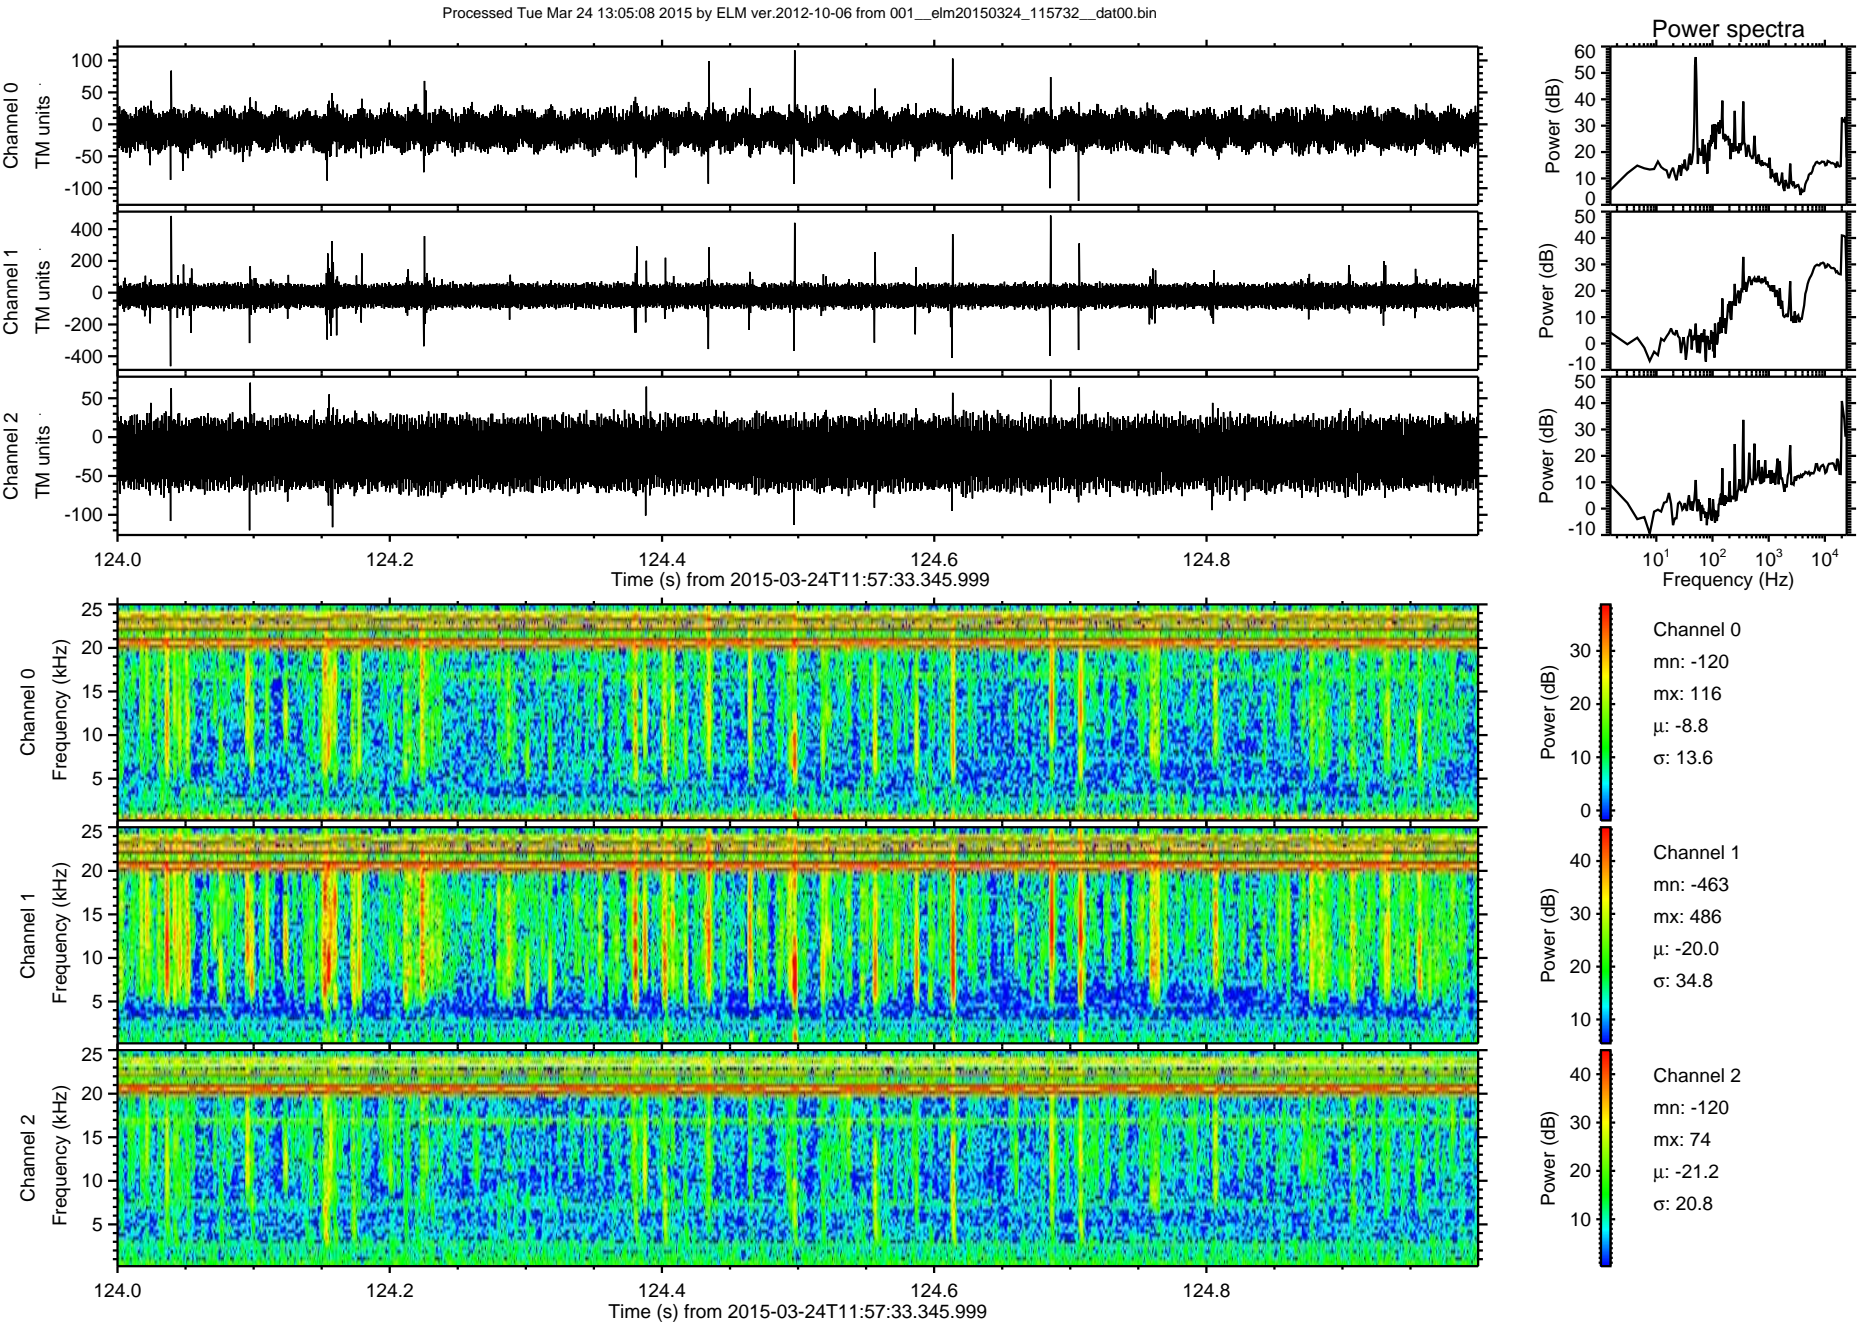 Processed Tue Mar 24 13:05:08 2015 by ELM ver.2012-10-06 from 001__elm20150324_115732__dat00.bin
Power spectra
Channel 0
TM units
100
50
0
-50
-100
Power (dB)
60
50
40
30
20
10
0
Channel 1
TM units
400
200
0
-200
-400
Power (dB)
50
40
30
20
10
0
-10
Channel 2
TM units
50
0
-50
-100
Power (dB)
50
40
30
20
10
0
-10
124.0
124.2
124.4
124.6
124.8
Time (s) from 2015-03-24T11:57:33.345.999
10¹
10²
10³
10⁴
Frequency (Hz)
Channel 0
Frequency (kHz)
25
20
15
10
5
Power (dB)
30
20
10
0
Channel 0
mn: -120
mx: 116
µ: -8.8
σ: 13.6
Channel 1
Frequency (kHz)
25
20
15
10
5
Power (dB)
40
30
20
10
Channel 1
mn: -463
mx: 486
µ: -20.0
σ: 34.8
Channel 2
Frequency (kHz)
25
20
15
10
5
Power (dB)
40
30
20
10
Channel 2
mn: -120
mx: 74
µ: -21.2
σ: 20.8
124.0
124.2
124.4
124.6
124.8
Time (s) from 2015-03-24T11:57:33.345.999